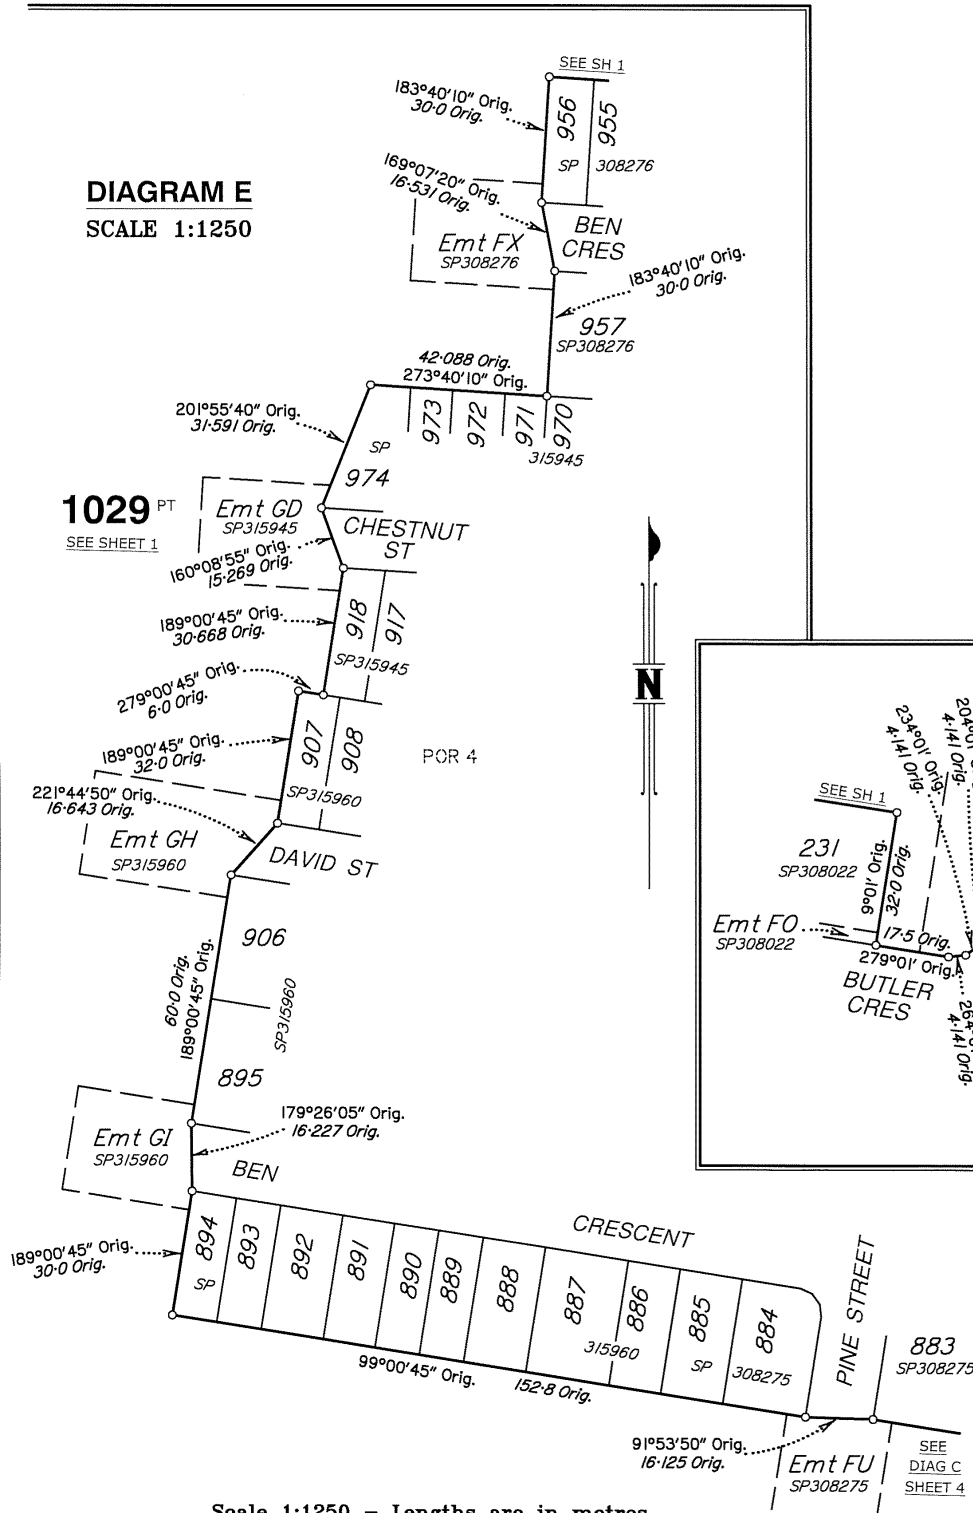 SEE SH 1
183°40'10" Orig.
30·0 Orig.
956
955
SP 308276
169°07'20" Orig.
16·531 Orig.
DIAGRAM E
SCALE 1:1250
BEN
CRES
Emt FX
SP308276
183°40'10" Orig.
30·0 Orig.
957
SP308276
42·088 Orig.
273°40'10" Orig.
201°55'40" Orig.
31·591 Orig.
973
972
971
970
SP
315945
974
1029 PT
SEE SHEET 1
Emt GD
SP315945
CHESTNUT
ST
160°08'55" Orig.
15·269 Orig.
918
917
SP315945
189°00'45" Orig.
30·668 Orig.
279°00'45" Orig.
6·0 Orig.
N
907
908
SP315960
189°00'45" Orig.
32·0 Orig.
POR 4
221°44'50" Orig.
16·643 Orig.
Emt GH
SP315960
DAVID ST
906
60·0 Orig.
189°00'45" Orig.
SP315960
895
179°26'05" Orig.
16·227 Orig.
Emt GI
SP315960
BEN
CRESCENT
189°00'45" Orig.
30·0 Orig.
894
893
892
891
890
889
888
887
886
885
884
SP
315960
SP
308275
99°00'45" Orig.
152·8 Orig.
PINE STREET
883
SP308275
91°53'50" Orig.
16·125 Orig.
Emt FU
SP308275
SEE
DIAG C
SHEET 4
234°01' Orig.
4·141 Orig.
4·141 Orig.
SEE SH 1
231
SP308022
9°01' Orig.
32·0 Orig.
Emt FO
SP308022
17·5 Orig.
279°01' Orig.
BUTLER
CRES
4·141 Orig.
Scale 1:1250 – Lengths are in metres